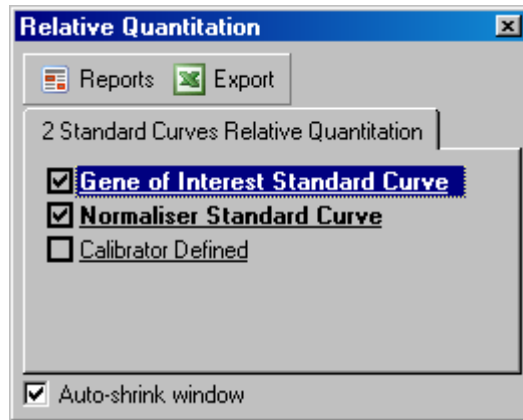 Relative Quantitation
Reports Export
2 Standard Curves Relative Quantitation
Gene of Interest Standard Curve
Normaliser Standard Curve
Calibrator Defined
Auto-shrink window